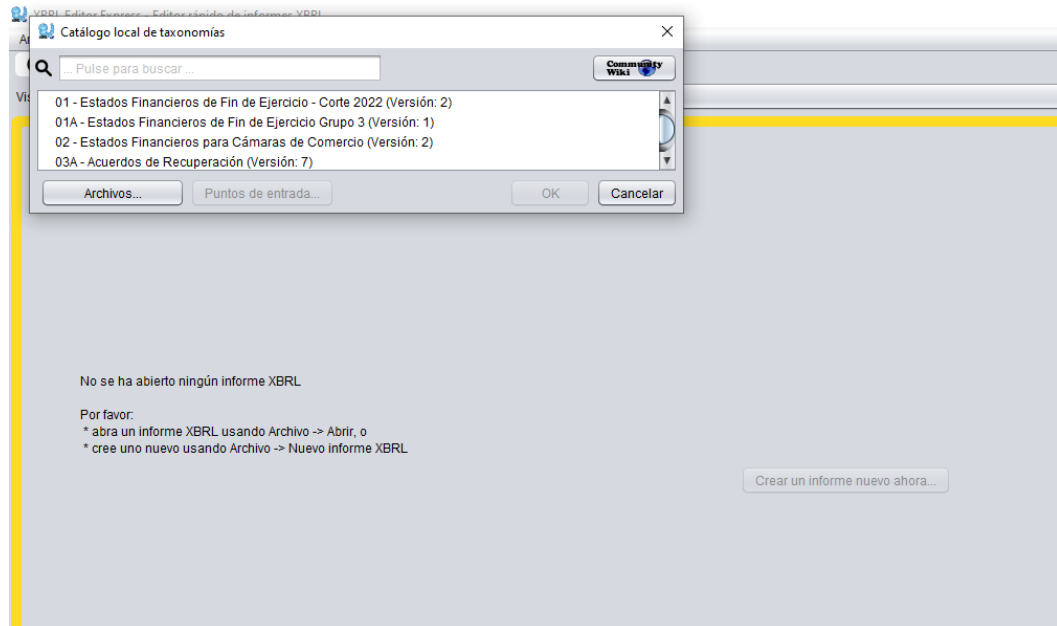 XBRL Editor Express - Editor rápido de informes XBRL
Catálogo local de taxonomías
... Pulse para buscar ...
Community
Wiki
01 - Estados Financieros de Fin de Ejercicio - Corte 2022 (Versión: 2)
01A - Estados Financieros de Fin de Ejercicio Grupo 3 (Versión: 1)
02 - Estados Financieros para Cámaras de Comercio (Versión: 2)
03A - Acuerdos de Recuperación (Versión: 7)
Archivos...
Puntos de entrada...
OK
Cancelar
No se ha abierto ningún informe XBRL
Por favor:
* abra un informe XBRL usando Archivo -> Abrir, o
* cree uno nuevo usando Archivo -> Nuevo informe XBRL
Crear un informe nuevo ahora...